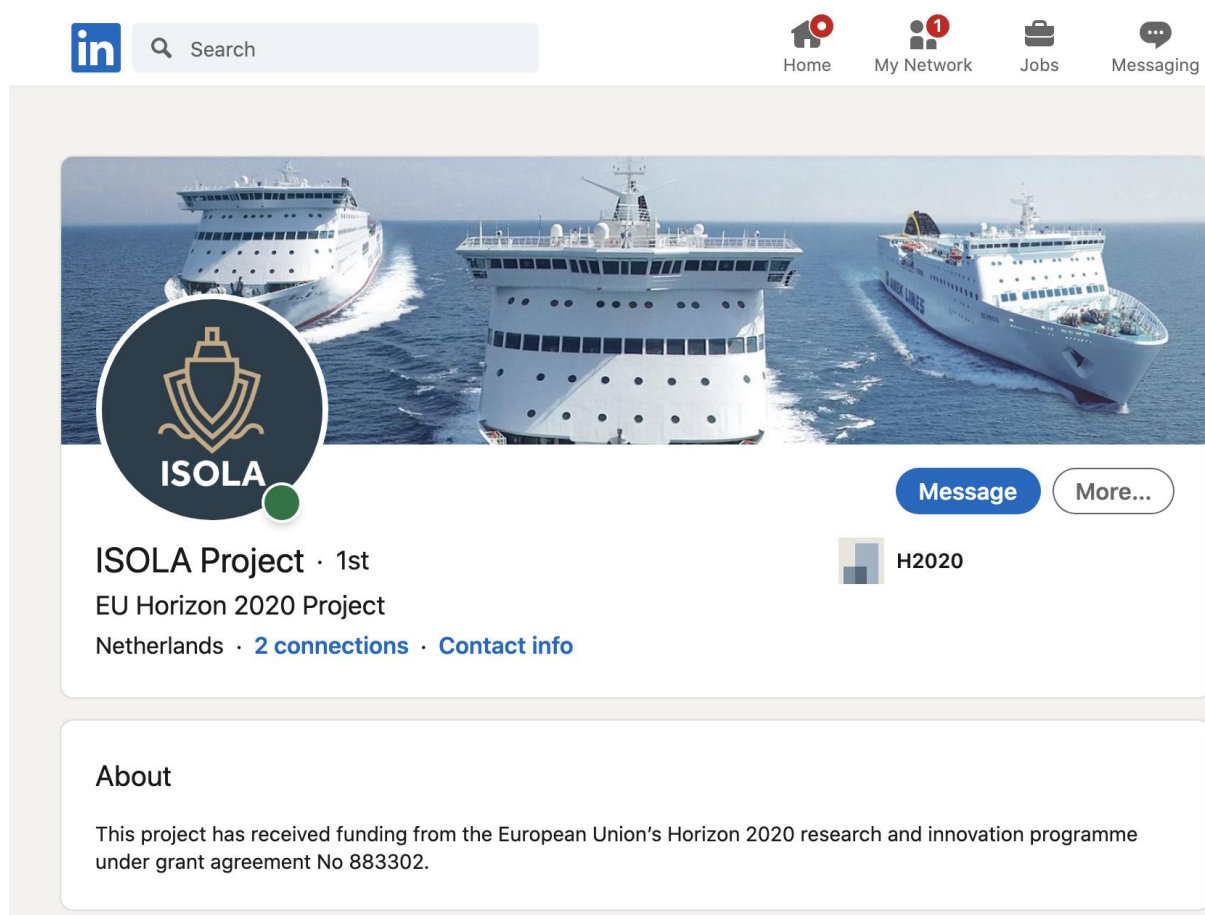 in
Search
Home
1
My Network
Jobs
Messaging
ANEK LINES
ISOLA
Message
More...
ISOLA Project · 1st
H2020
EU Horizon 2020 Project
Netherlands · 2 connections · Contact info
About
This project has received funding from the European Union’s Horizon 2020 research and innovation programme
under grant agreement No 883302.